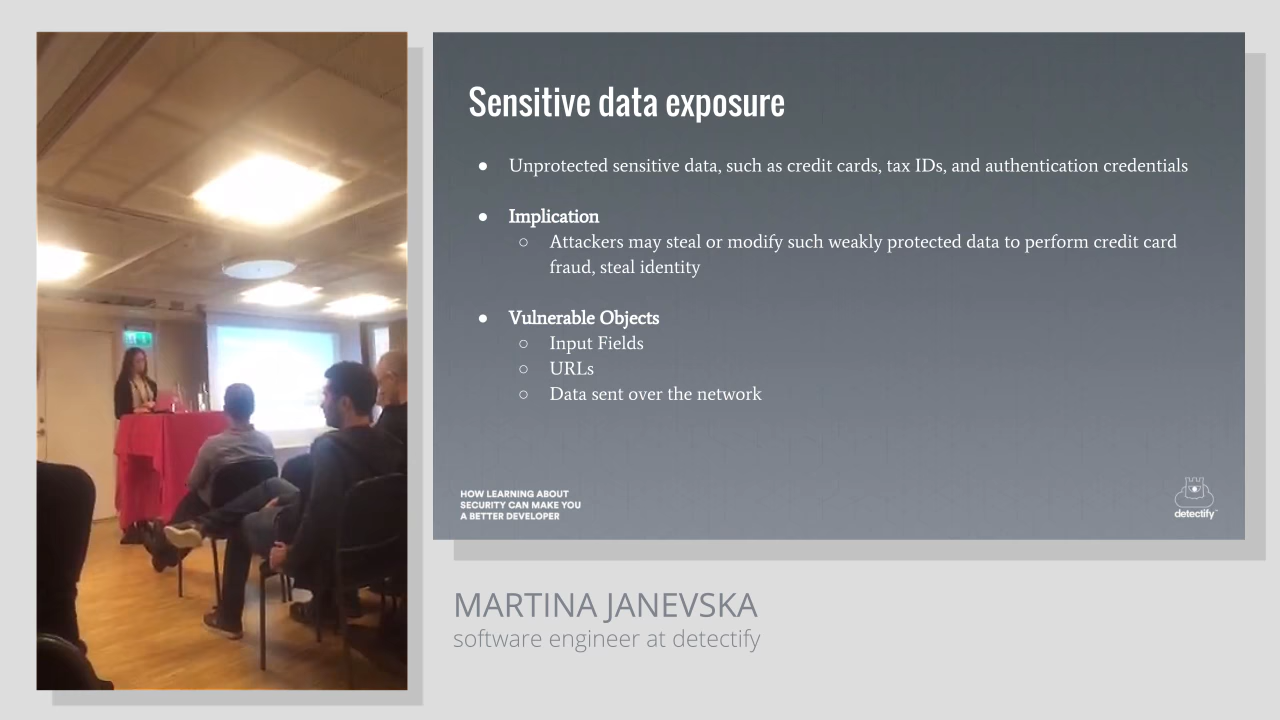 Sensitive data exposure
● Unprotected sensitive data, such as credit cards, tax IDs, and authentication credentials
● Implication
○ Attackers may steal or modify such weakly protected data to perform credit card
fraud, steal identity
● Vulnerable Objects
○ Input Fields
○ URLs
○ Data sent over the network
HOW LEARNING ABOUT
SECURITY CAN MAKE YOU
A BETTER DEVELOPER
detectify
MARTINA JANEVSKA
software engineer at detectify